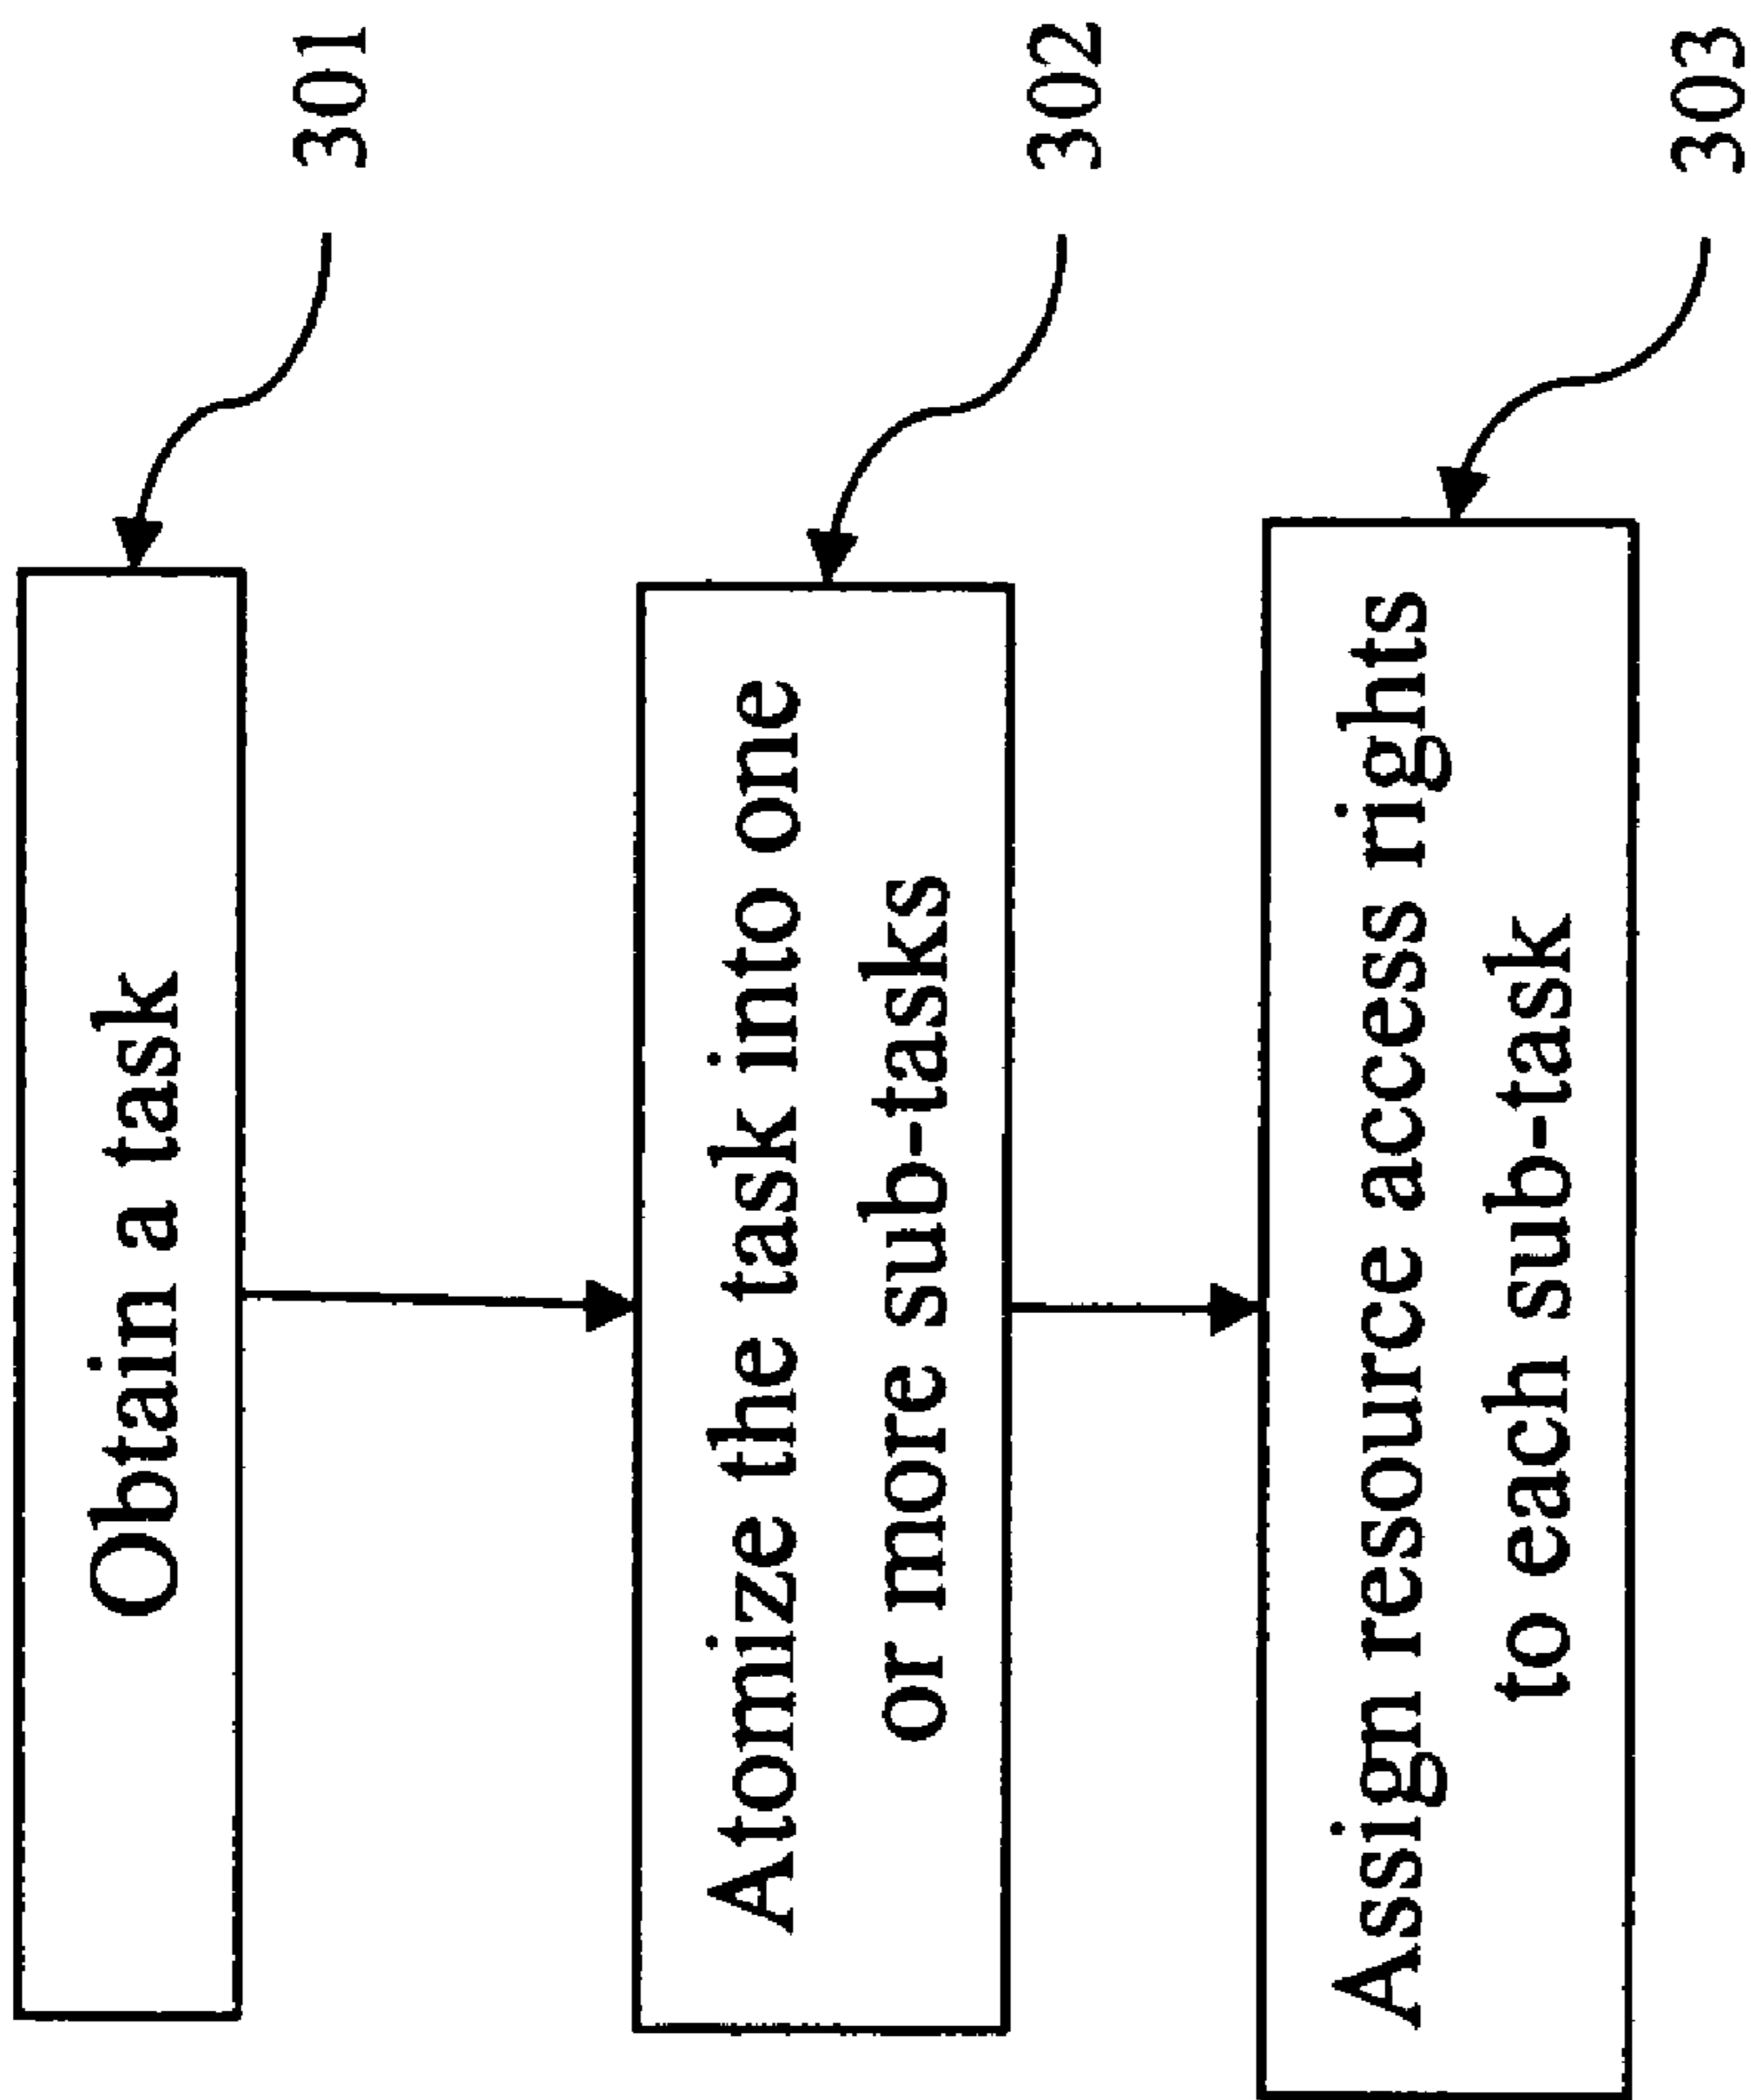 Obtain a task
301
Atomize the task into one
or more sub-tasks
302
Assign resource access rights
to each sub-task
303